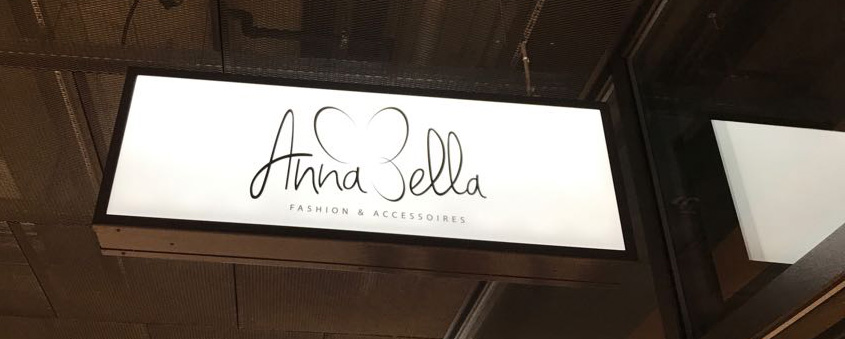 AnnaBella
FASHION & ACCESSOIRES